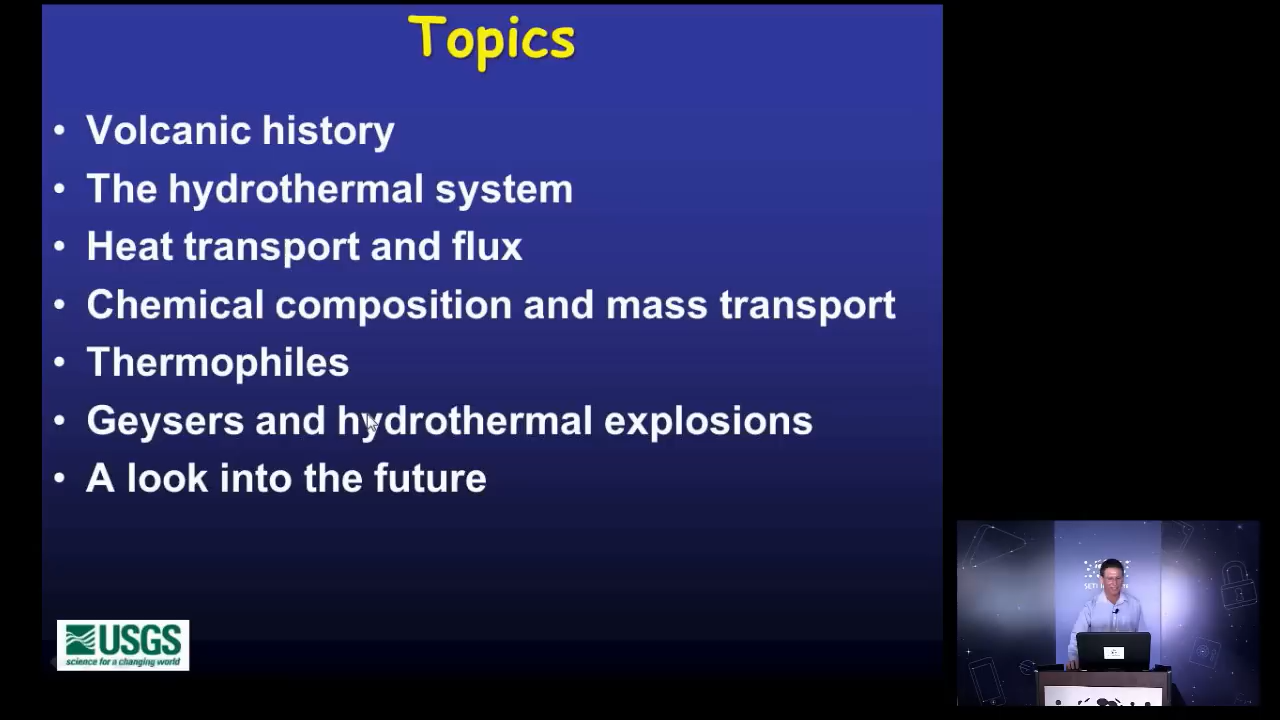 Topics
• Volcanic history
• The hydrothermal system
• Heat transport and flux
• Chemical composition and mass transport
• Thermophiles
• Geysers and hydrothermal explosions
• A look into the future
USGS
science for a changing world